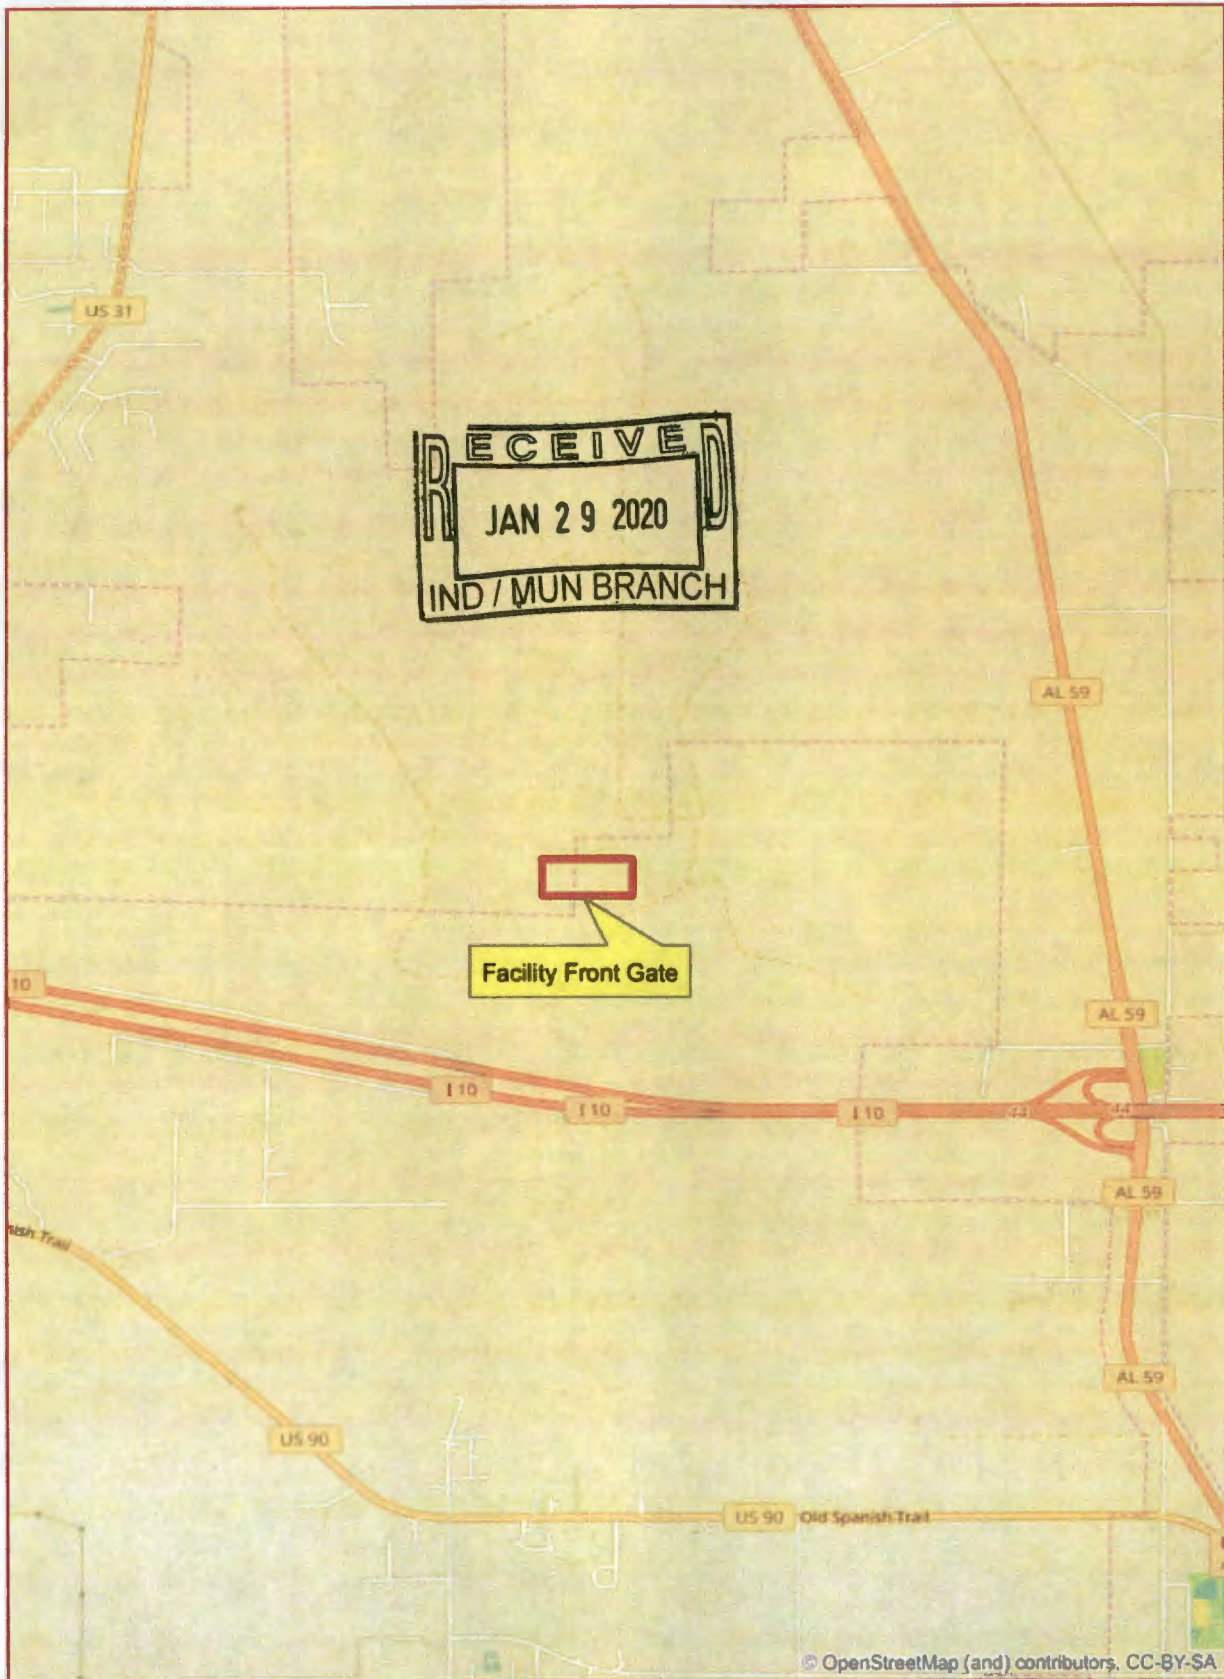 US 31
RECEIVED
JAN 29 2020
IND / MUN BRANCH
AL 59
Facility Front Gate
10
AL 59
I 10
I 10
I 10
44
44
AL 59
Trail
AL 59
US 90
US 90 Old Spanish Trail
© OpenStreetMap (and) contributors, CC-BY-SA